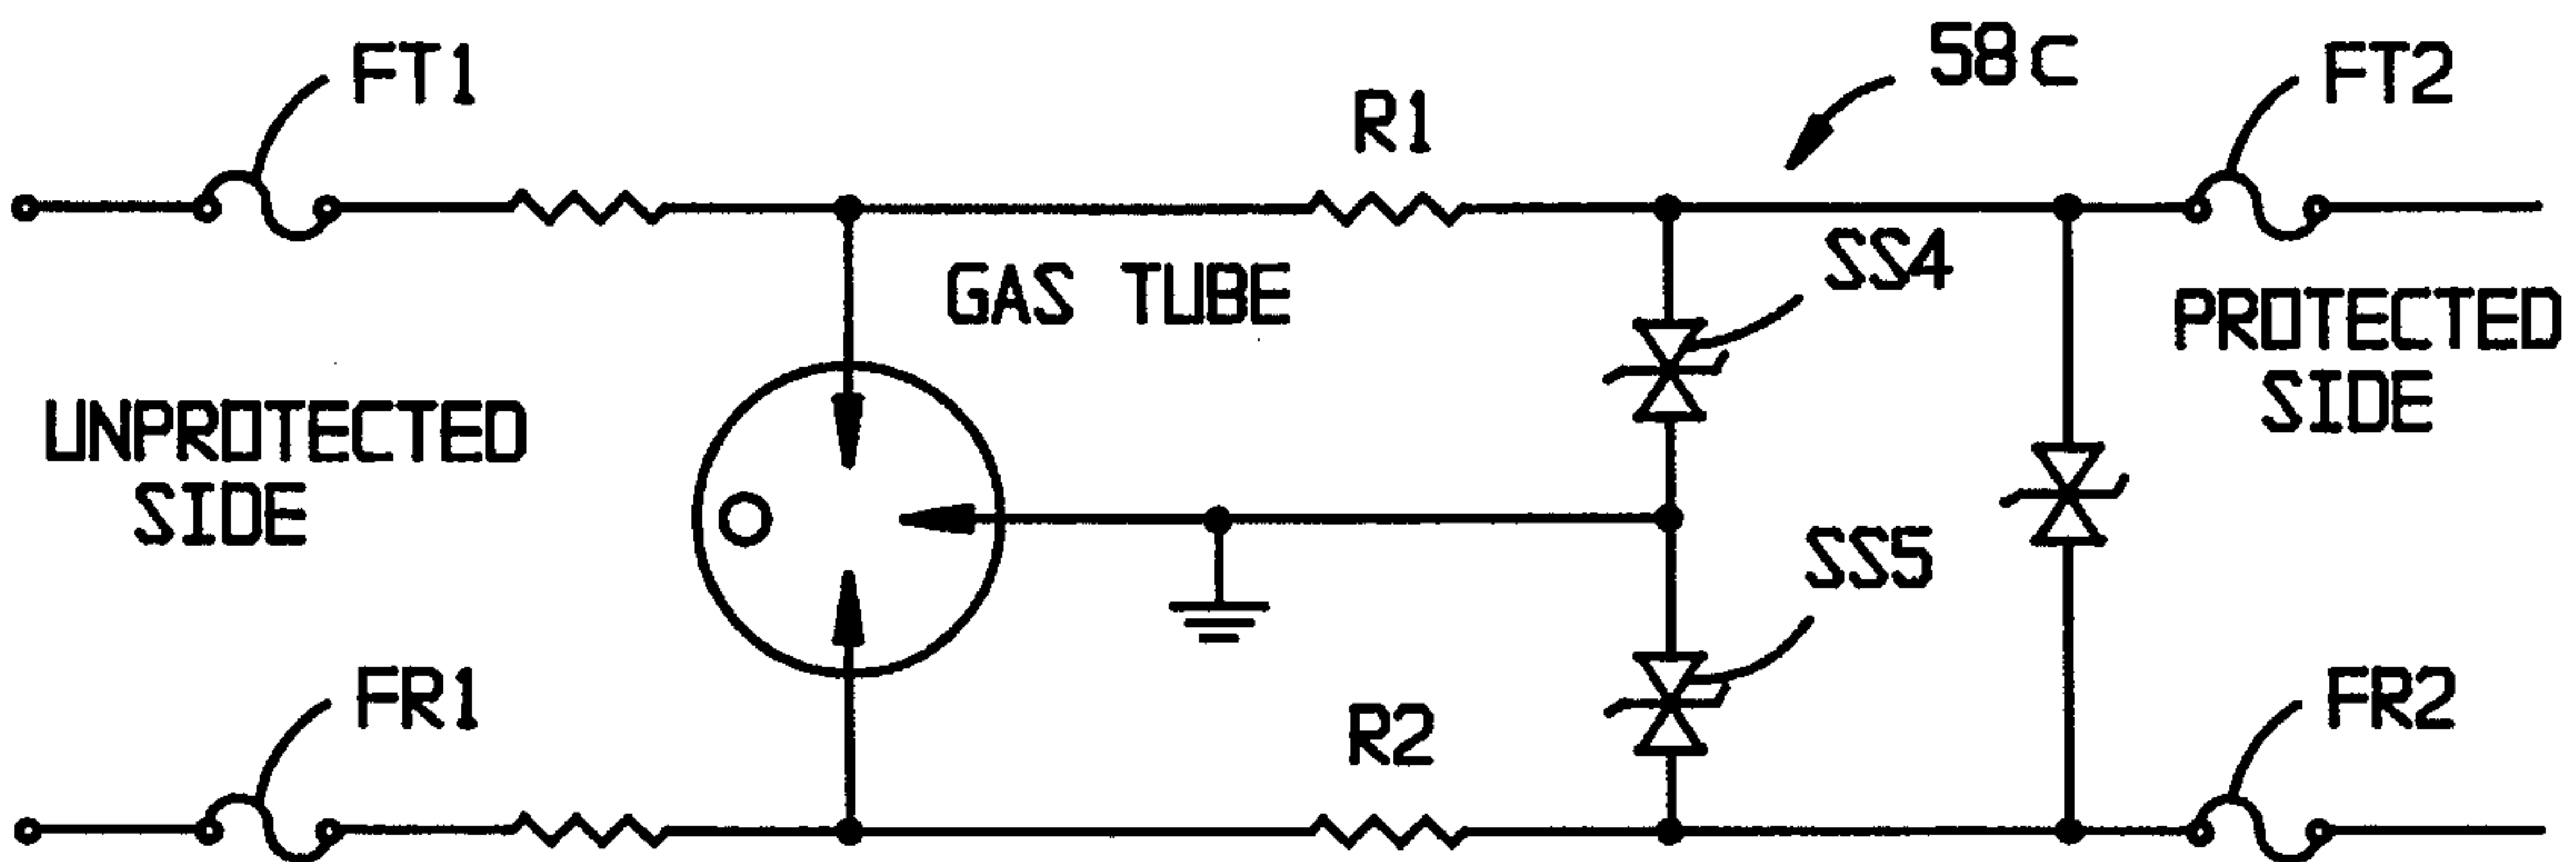 FT1
58C
FT2
R1
SS4
GAS TUBE
PROTECTED
SIDE
UNPROTECTED
SIDE
SS5
FR1
R2
FR2